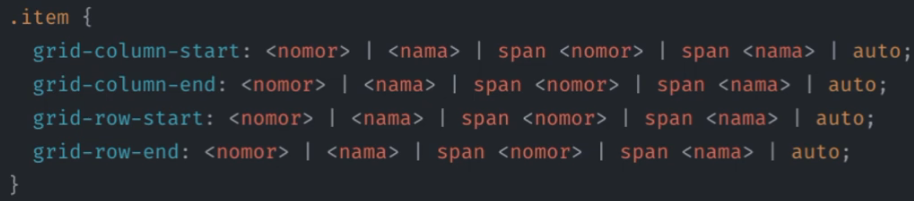 .item {
  grid-column-start: <nomor> | <nama> | span <nomor> | span <nama> | auto;
  grid-column-end: <nomor> | <nama> | span <nomor> | span <nama> | auto;
  grid-row-start: <nomor> | <nama> | span <nomor> | span <nama> | auto;
  grid-row-end: <nomor> | <nama> | span <nomor> | span <nama> | auto;
}